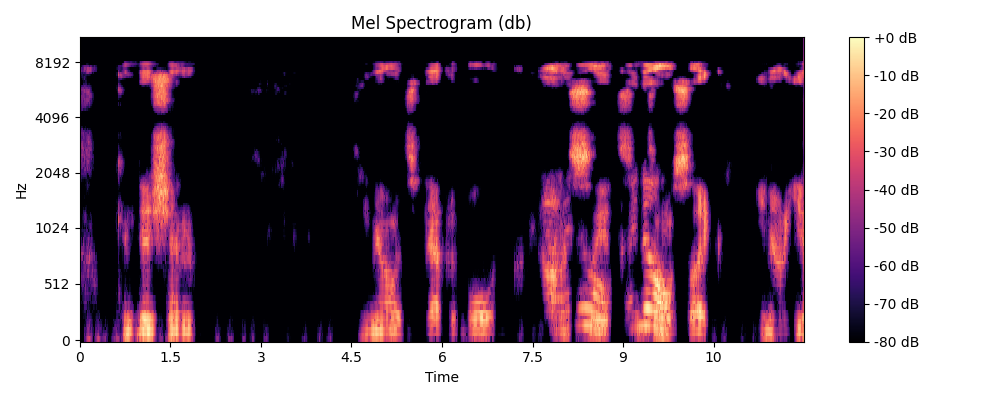 Mel Spectrogram (db)
8192
4096
2048
1024
512
0
Hz
0 1.5 3 4.5 6 7.5 9 10
Time
+0 dB
-10 dB
-20 dB
-30 dB
-40 dB
-50 dB
-60 dB
-70 dB
-80 dB